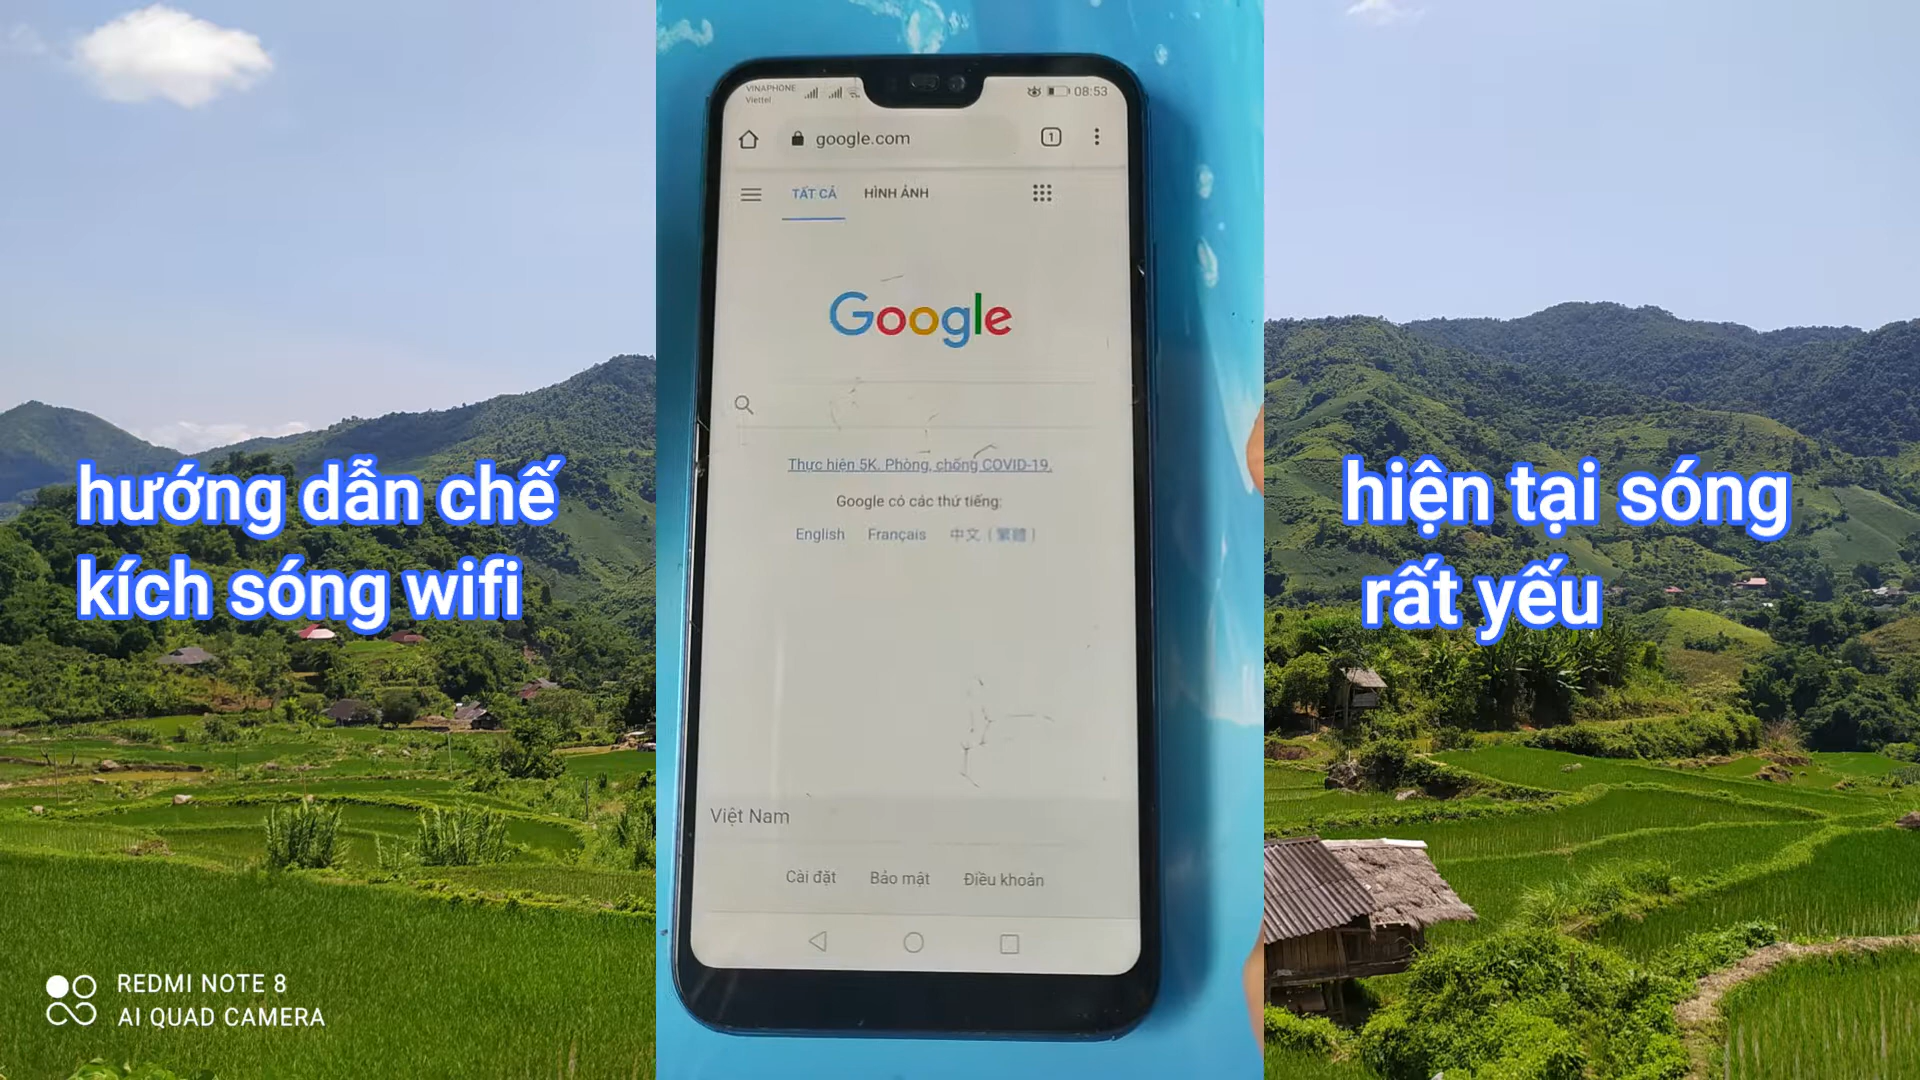 hướng dẫn chế
kích sóng wifi
hiện tại sóng
rất yếu
VINAPHONE
Viettel
08:53
google.com
1
TẤT CẢ
HÌNH ẢNH
Google
Thực hiện 5K. Phòng, chống COVID-19.
Google có các thứ tiếng:
English Français 中文（繁體）
Việt Nam
Cài đặt Bảo mật Điều khoản
REDMI NOTE 8
AI QUAD CAMERA